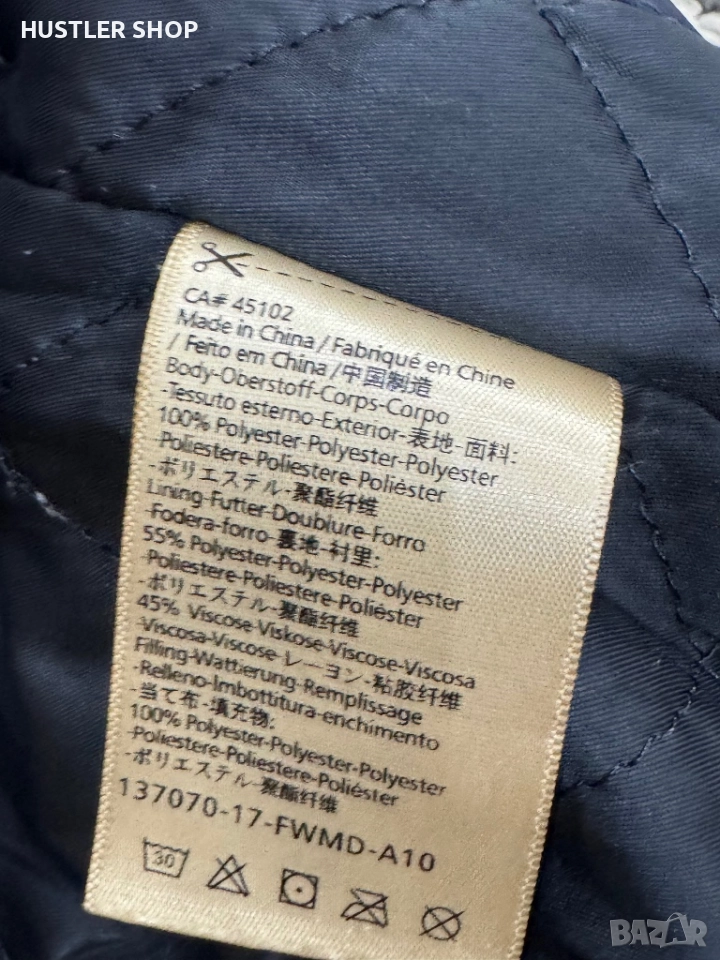 HUSTLER SHOP
CA# 45102
Made in China / Fabriqué en Chine
/ Feito em China /中国制造
Body-Oberstoff-Corps-Corpo
-Tessuto esterno-Exterior-表地-面料:
100% Polyester-Polyester-Polyester
-Poliestere-Poliestere-Poliéster
-ポリエステル-聚酯纤维
Lining-Futter-Doublure-Forro
-Fodera-forro-裏地-衬里:
55% Polyester-Polyester-Polyester
-Poliestere-Poliestere-Poliéster
-ポリエステル-聚酯纤维
45% Viscose-Viskose-Viscose-Viscosa
-Viscosa-Viscose-レーヨン-粘胶纤维
Filling-Wattierung-Remplissage
-Relleno-Imbottitura-enchimento
-当て布-填充物:
100% Polyester-Polyester-Polyester
-Poliestere-Poliestere-Poliéster
-ポリエステル-聚酯纤维
137070-17-FWMD-A10
30
BAZAR